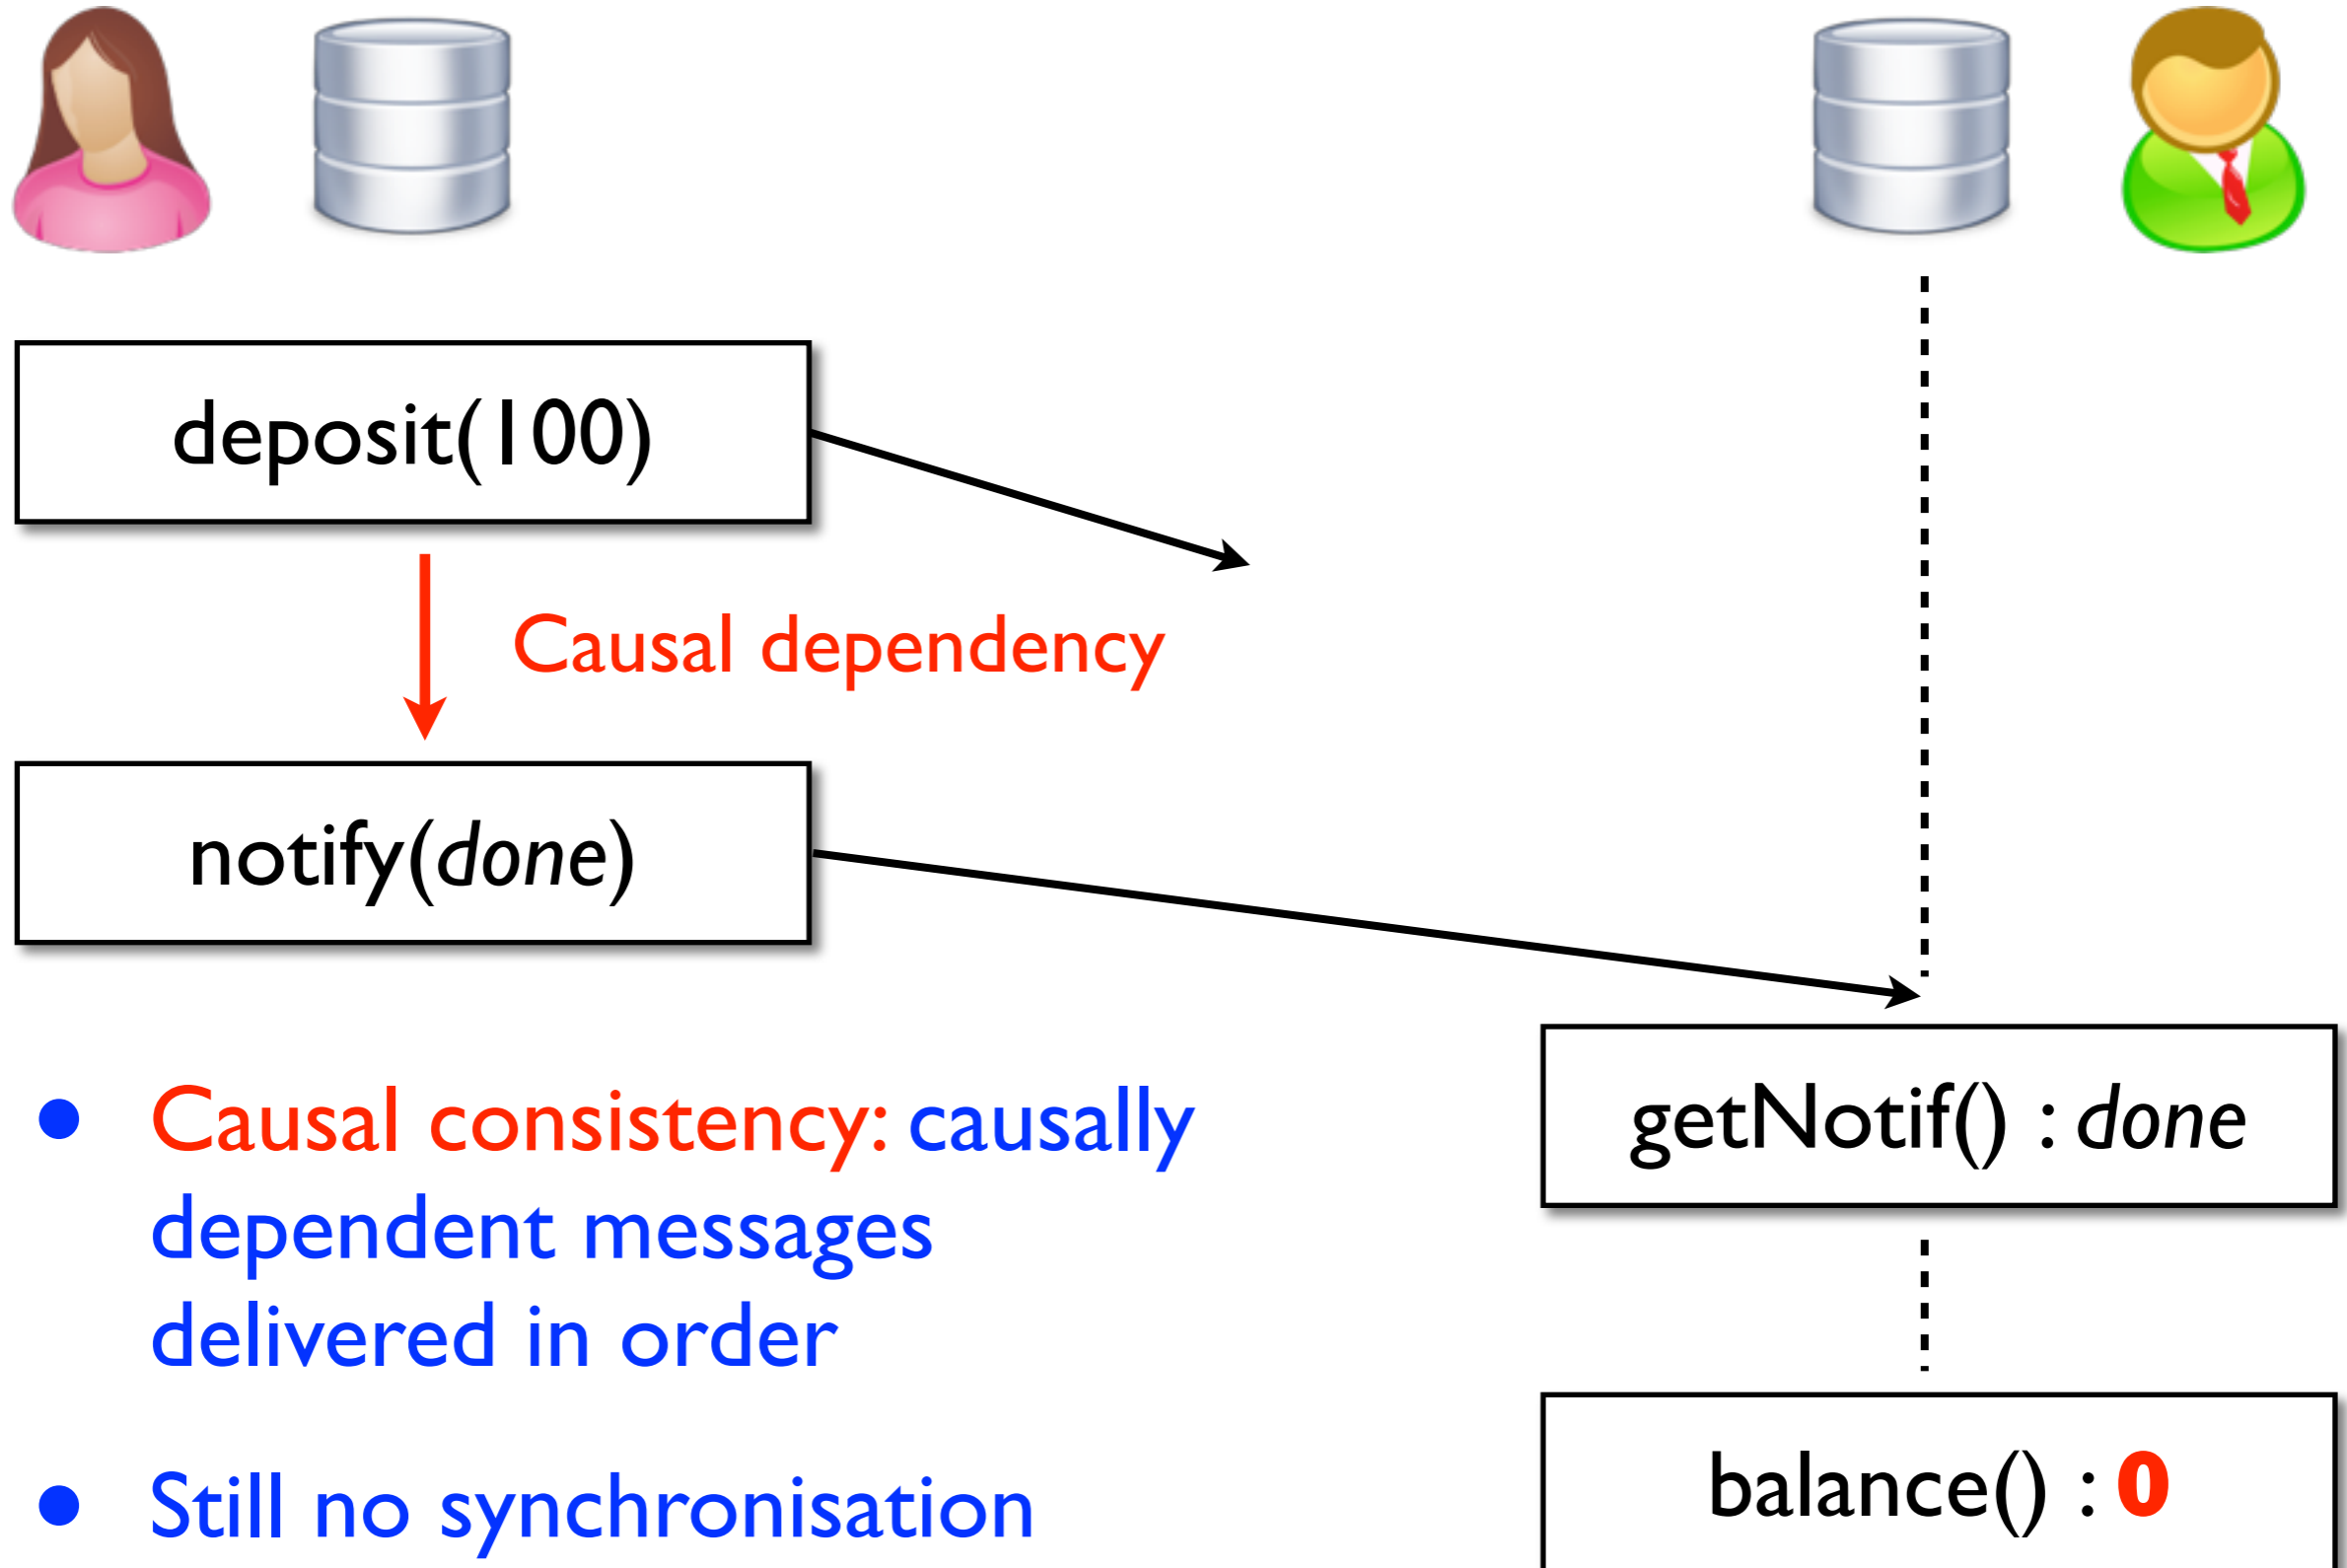 deposit(100)
Causal dependency
notify(done)
● Causal consistency: causally
dependent messages
delivered in order
● Still no synchronisation
getNotif() : done
balance() : 0